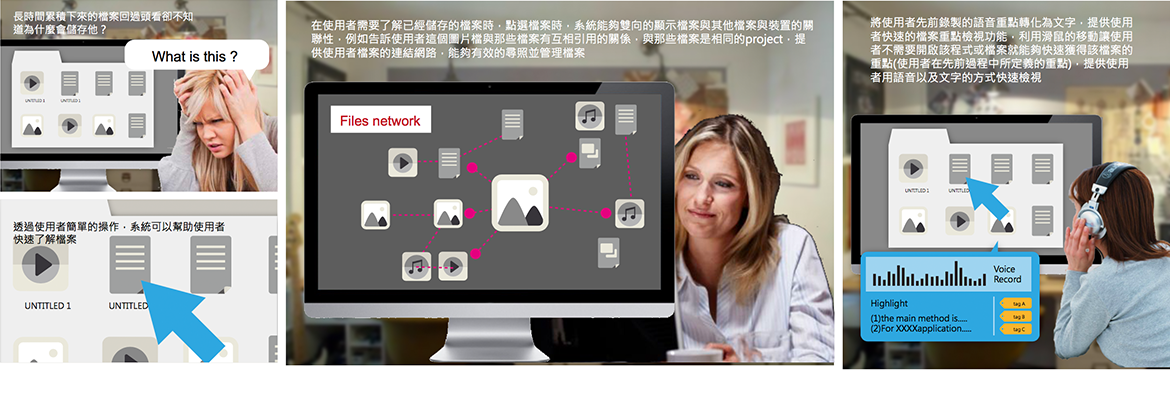 長時間累積下來的檔案回過頭看卻不知
道為什麼會儲存他？
What is this ?
UNTITLED 1
UNTITLED 1
透過使用者簡單的操作，系統可以幫助使用者
快速了解檔案
UNTITLED 1
UNTITLED
在使用者需要了解已經儲存的檔案時，點選檔案時，系統能夠雙向的顯示檔案與其他檔案與裝置的關
聯性，例如告訴使用者這個圖片檔與那些檔案有互相引用的關係，與那些檔案是相同的project，提
供使用者檔案的連結網路，能夠有效的尋照並管理檔案
Files network
將使用者先前錄製的語音重點轉化為文字，提供使用
者快速的檔案重點檢視功能，利用滑鼠的移動讓使用
者不需要開啟該程式或檔案就能夠快速獲得該檔案的
重點(使用者在先前過程中所定義的重點)，提供使用
者用語音以及文字的方式快速檢視
UNTITLED 1
UNTITLED
Voice
Record
Highlight
(1)the main method is.....
(2)For XXXXapplication.....
tag A
tag B
tag C